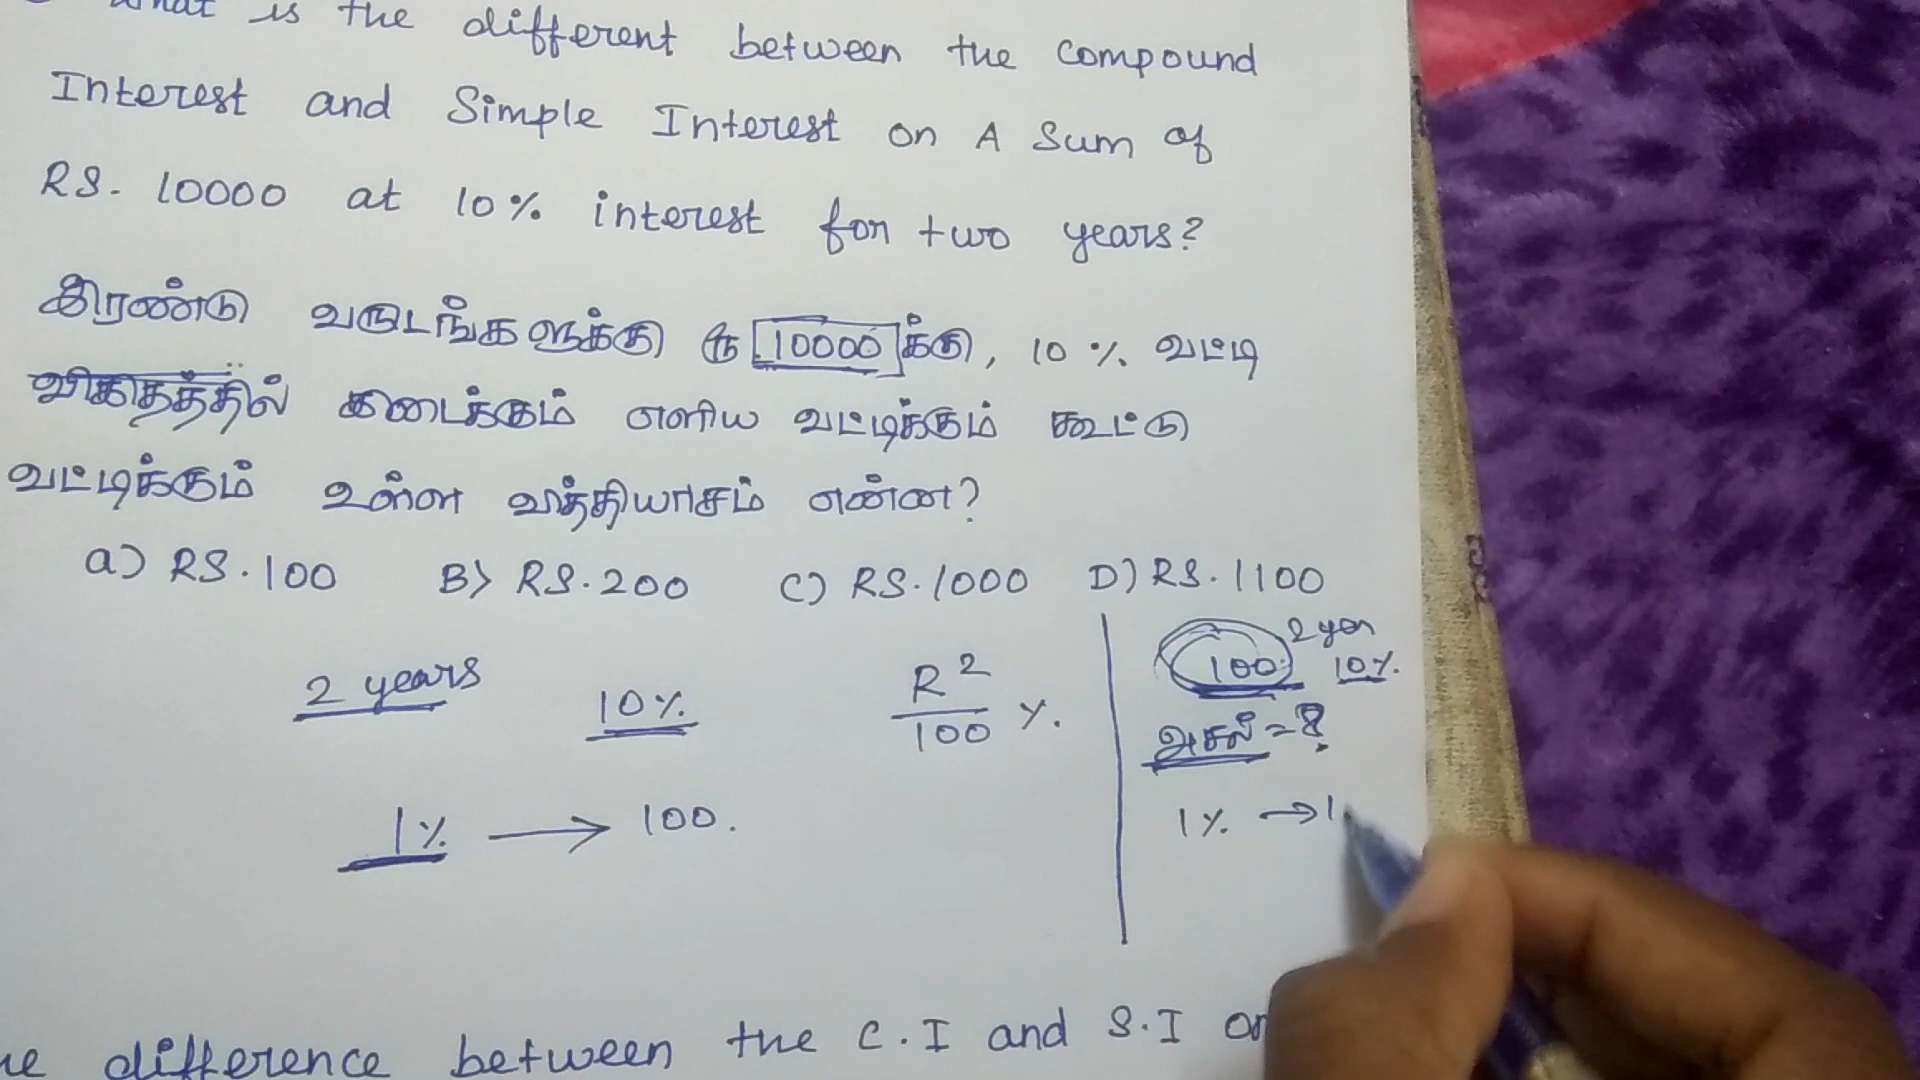 What is the different between the compound
Interest and Simple Interest on A Sum of
RS. 10000 at 10% interest for two years?
இரண்டு வருடங்களுக்கு ரூ 10000 க்கு, 10 % வட்டி
விகிதத்தில் கிடைக்கும் எளிய வட்டிக்கும் கூட்டு
வட்டிக்கும் உள்ள வித்தியாசம் என்ன?
a) RS. 100 B) RS. 200 C) RS. 1000 D) RS. 1100
2 years 10% R² / 100 %.
1% → 100.
100 2 year 10%.
அசல் = ?
1% → 1
difference between the C.I and S.I on